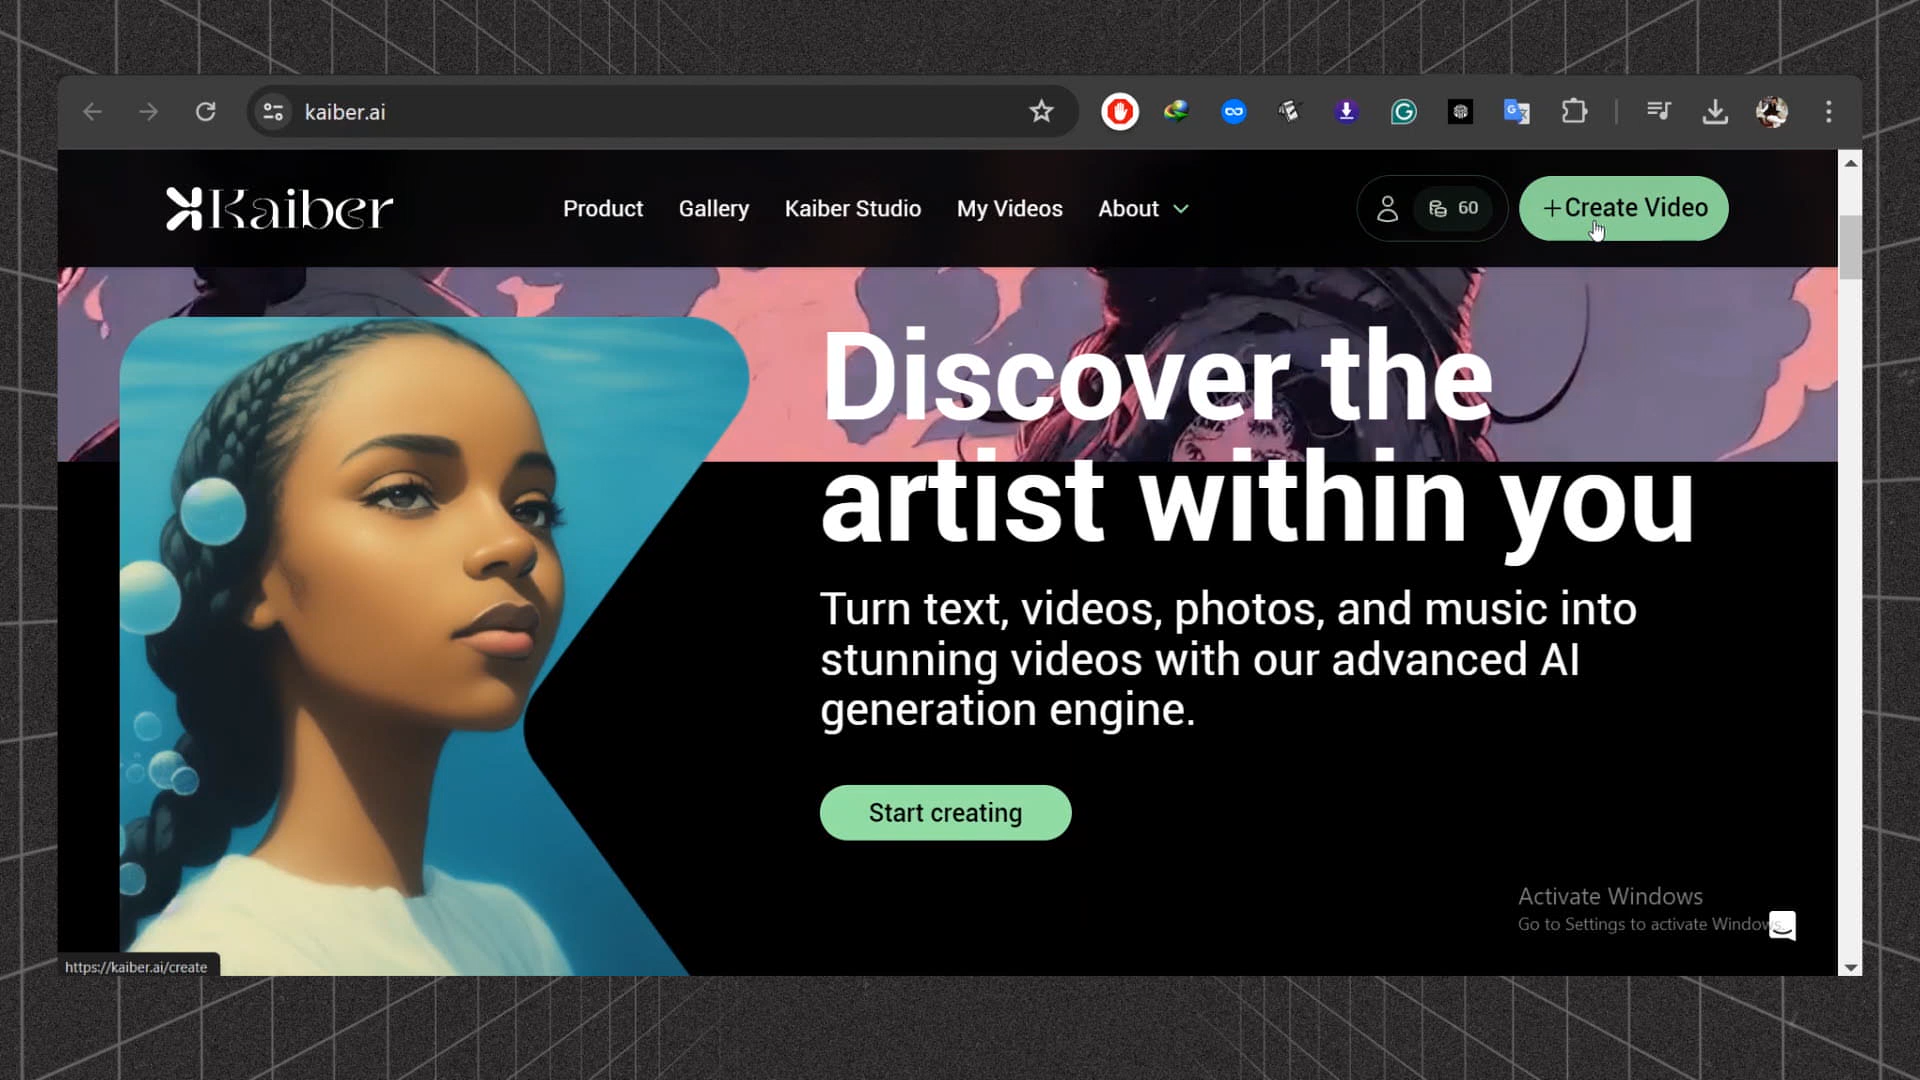 kaiber.ai
Kaiber
Product
Gallery
Kaiber Studio
My Videos
About
60
+Create Video
Discover the
artist within you
Turn text, videos, photos, and music into
stunning videos with our advanced AI
generation engine.
Start creating
Activate Windows
Go to Settings to activate Windows.
https://kaiber.ai/create